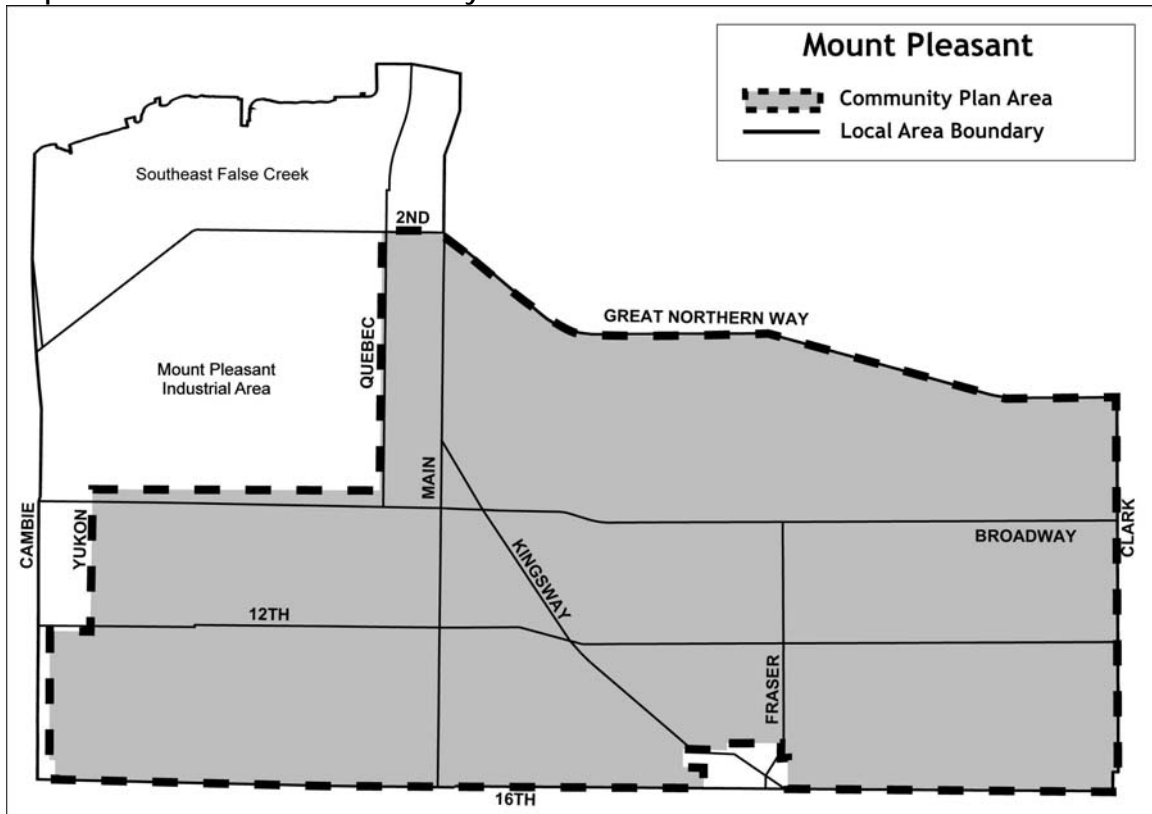 Mount Pleasant
Community Plan Area
Local Area Boundary
Southeast False Creek
2ND
GREAT NORTHERN WAY
QUEBEC
Mount Pleasant
Industrial Area
MAIN
CAMBIE
YUKON
KINGSWAY
BROADWAY
CLARK
12TH
FRASER
16TH